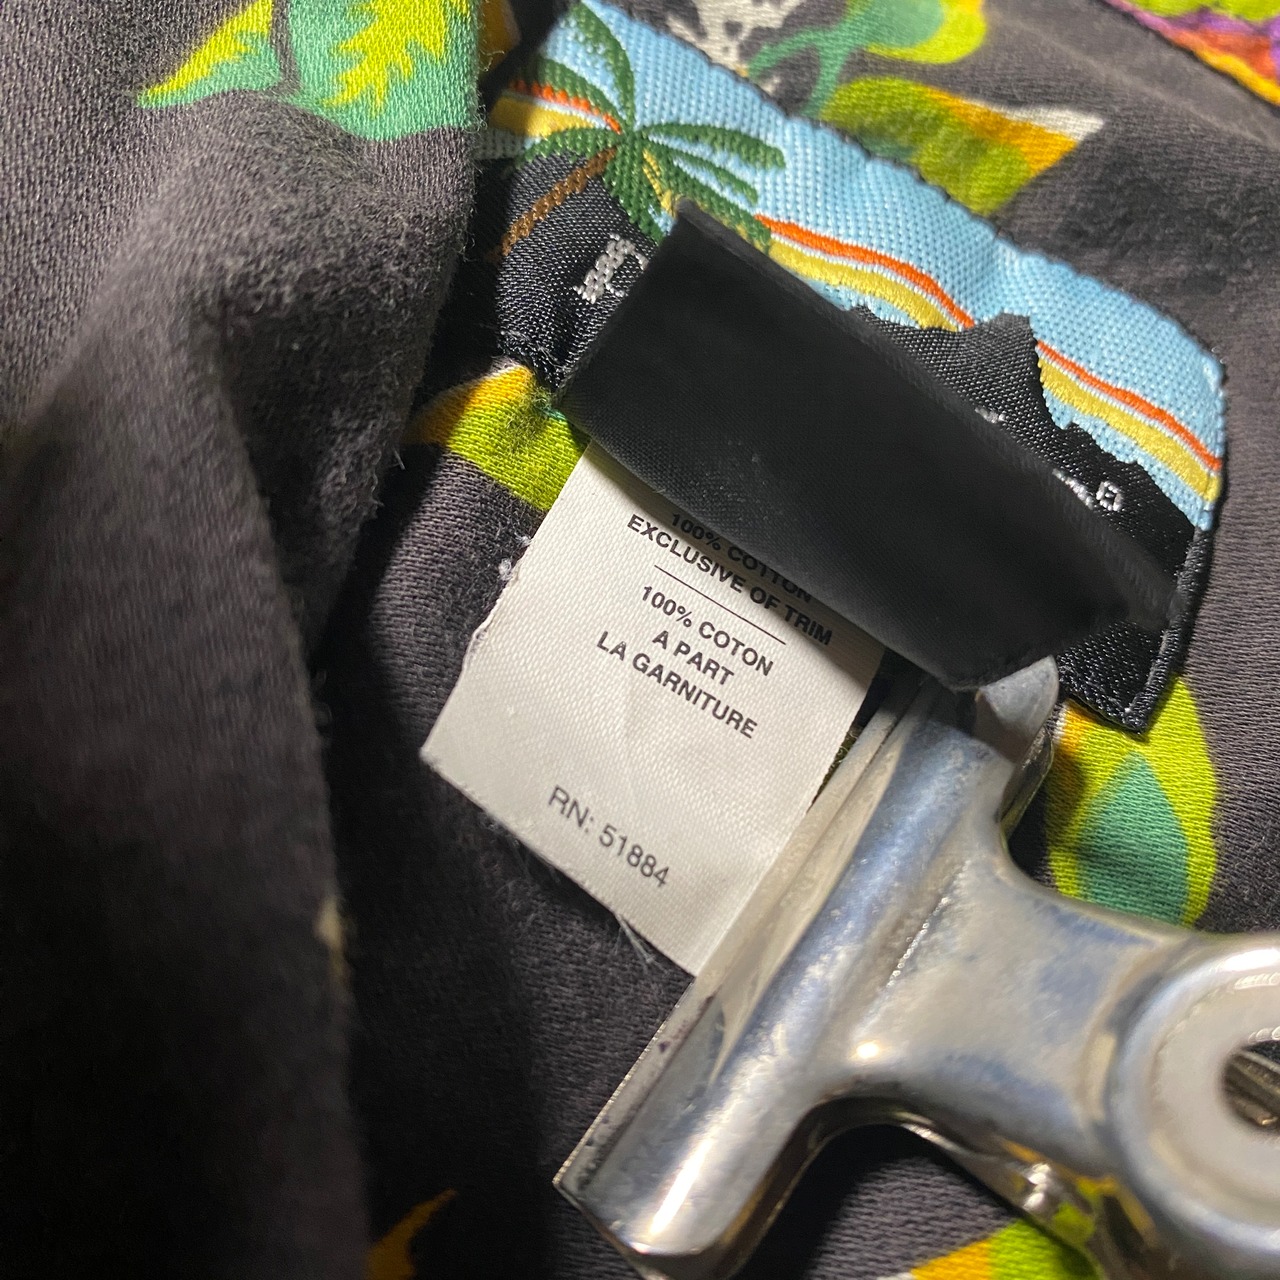 100% COTTON
EXCLUSIVE OF TRIM
100% COTON
A PART
LA GARNITURE
RN: 51884